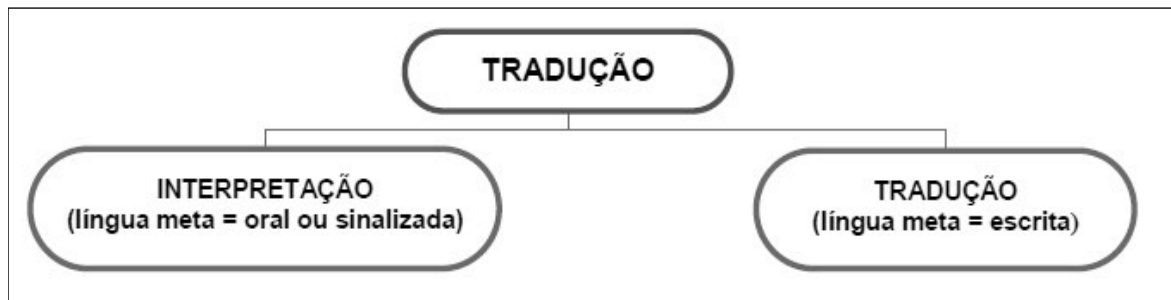 TRADUÇÃO
INTERPRETAÇÃO
(língua meta = oral ou sinalizada)
TRADUÇÃO
(língua meta = escrita)